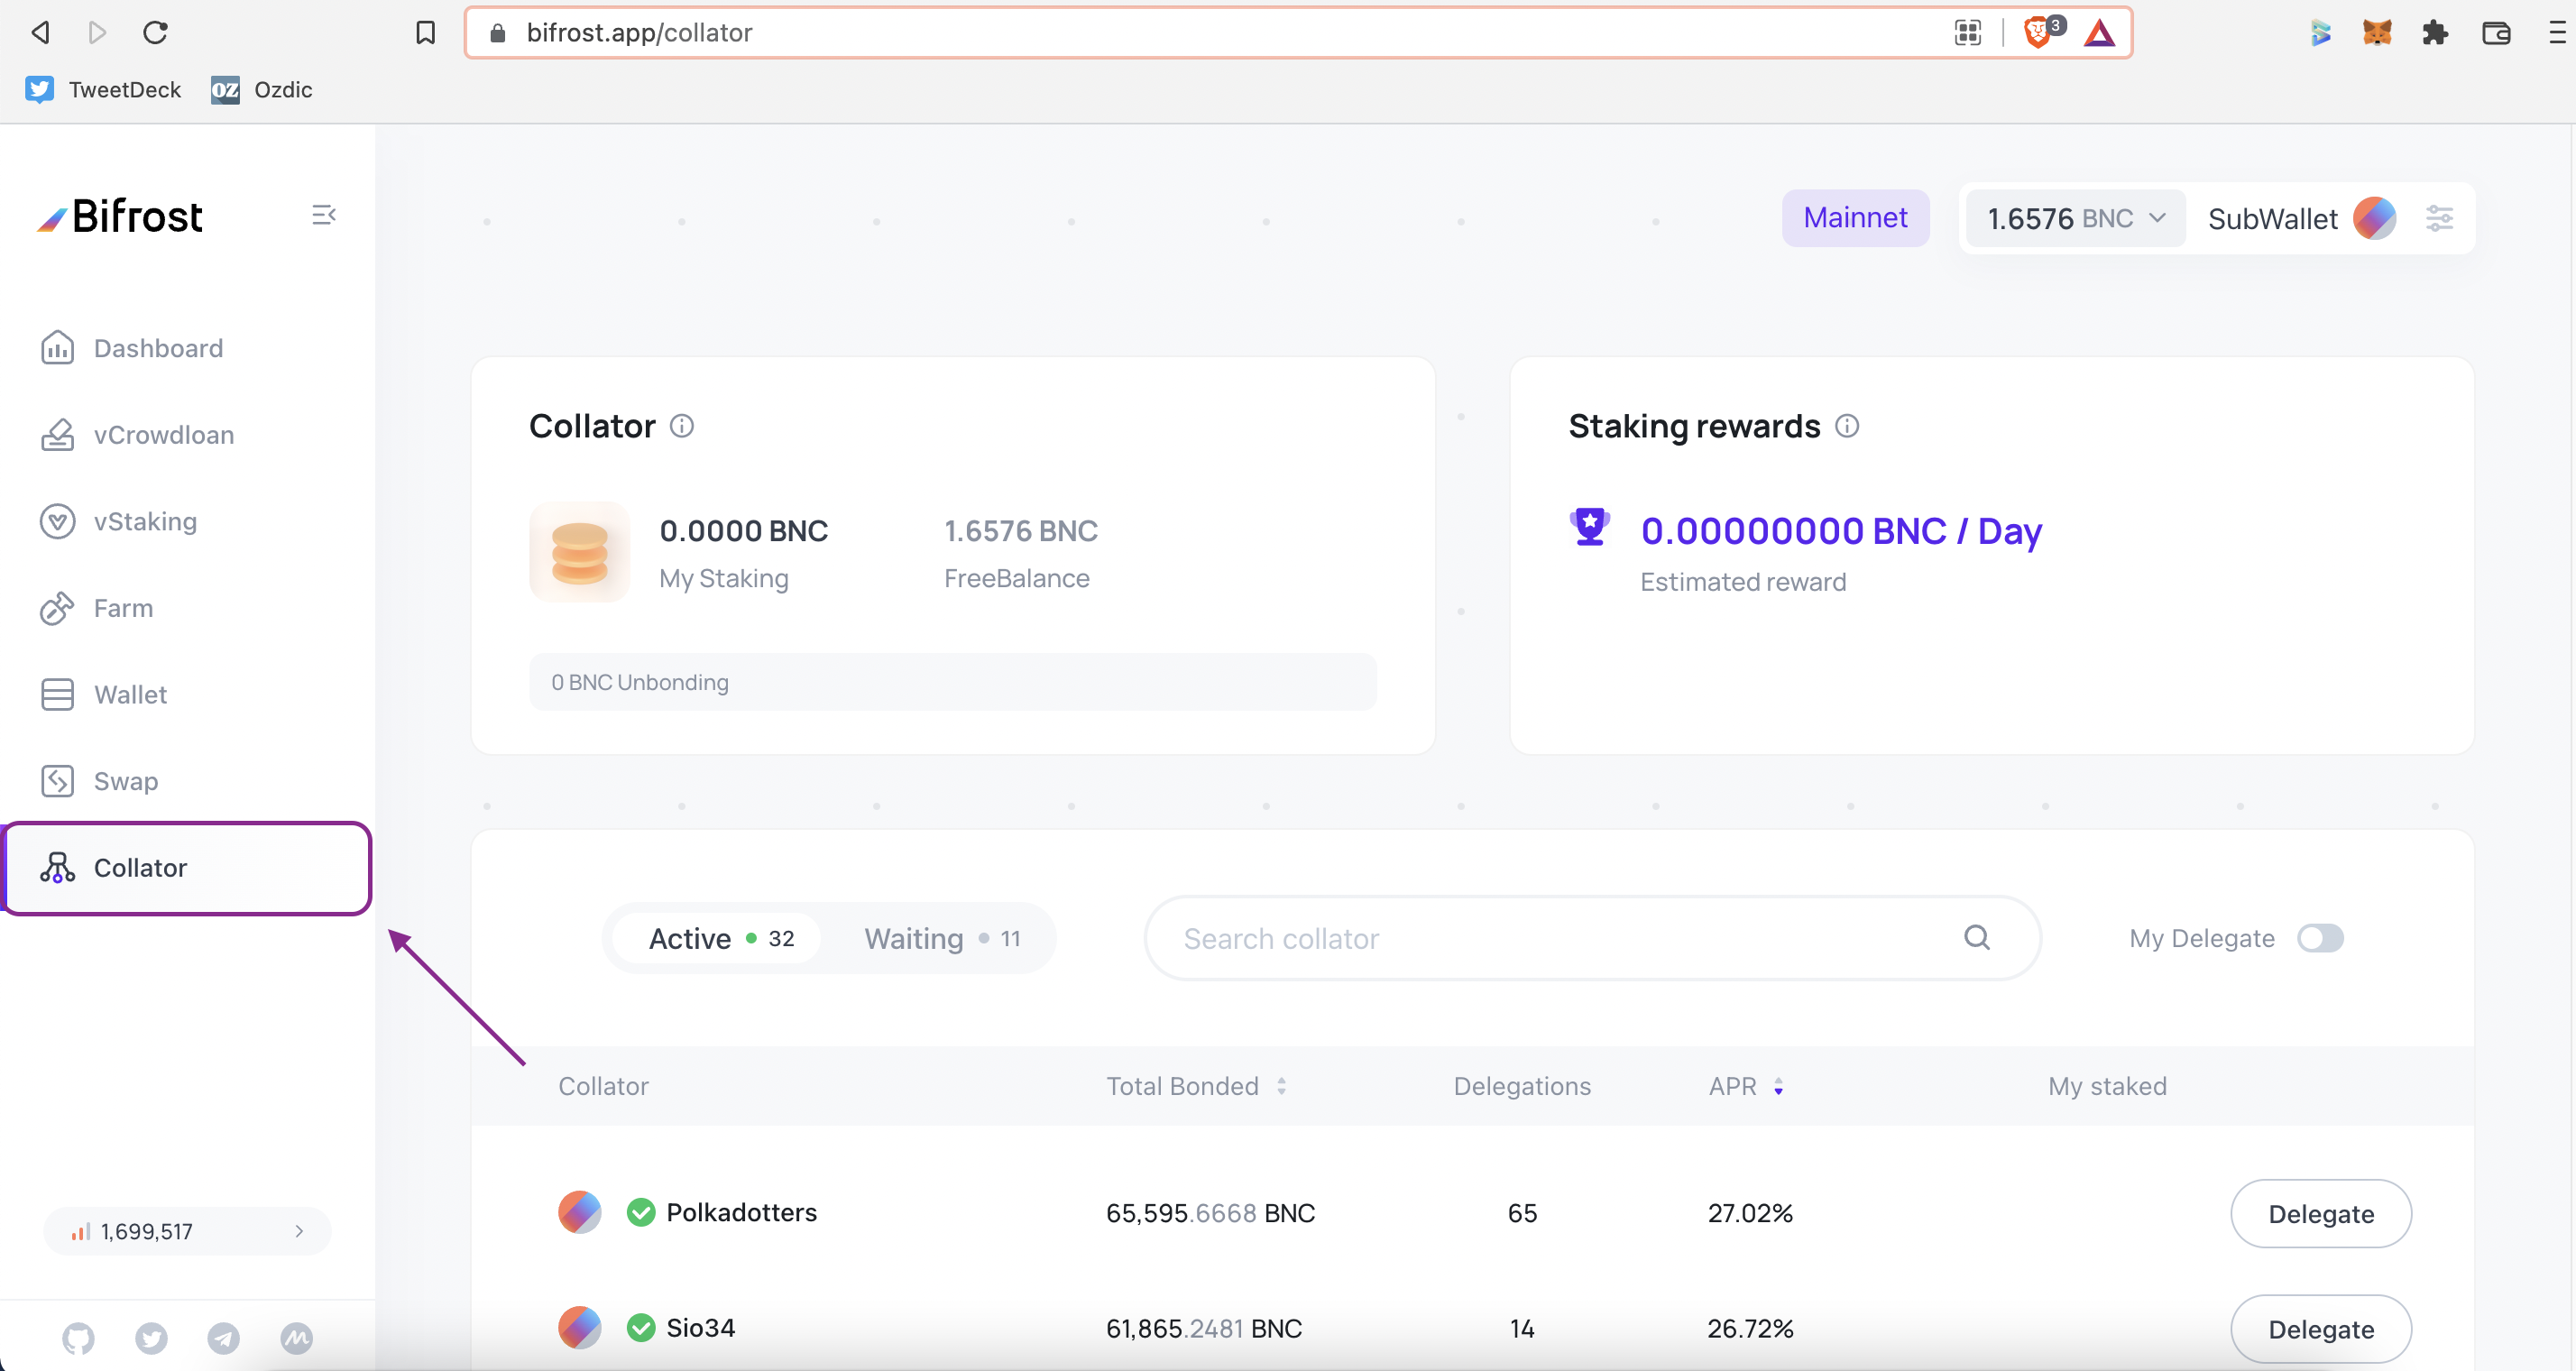 bifrost.app/collator
3
TweetDeck
OZ Ozdic
Bifrost
Mainnet
1.6576 BNC
SubWallet
Dashboard
vCrowdloan
vStaking
Farm
Wallet
Swap
Collator
1,699,517
Collator
0.0000 BNC
My Staking
1.6576 BNC
FreeBalance
0 BNC Unbonding
Staking rewards
0.00000000 BNC / Day
Estimated reward
Active 32
Waiting 11
Search collator
My Delegate
Collator Total Bonded Delegations APR My staked
Polkadotters 65,595.6668 BNC 65 27.02% Delegate
Sio34 61,865.2481 BNC 14 26.72% Delegate